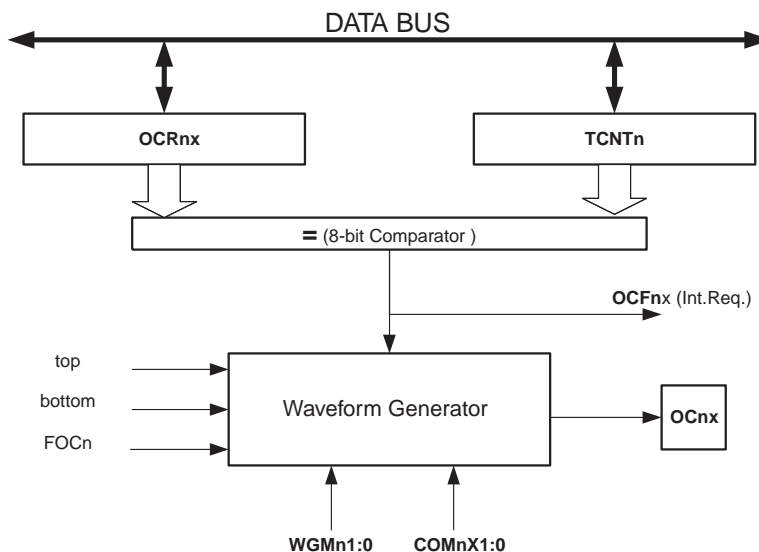 DATA BUS
OCRnx
TCNTn
= (8-bit Comparator )
OCFnx (Int.Req.)
top
bottom
FOCn
Waveform Generator
OCnx
WGMn1:0
COMnX1:0